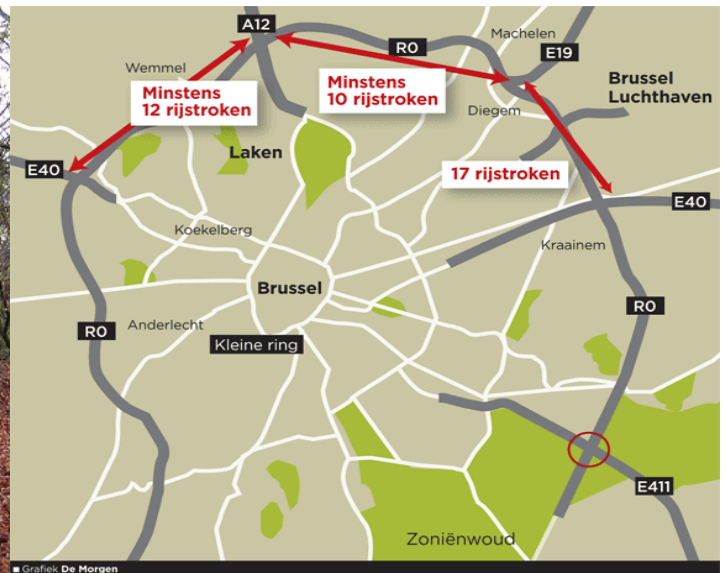 A12
Machelen
R0
E19
Wemmel
Minstens
12 rijstroken
Minstens
10 rijstroken
Brussel
Luchthaven
Diegem
Laken
E40
17 rijstroken
E40
Koekelberg
Kraainem
Brussel
R0
R0
Anderlecht
Kleine ring
E411
Zoniënwoud
Grafiek De Morgen